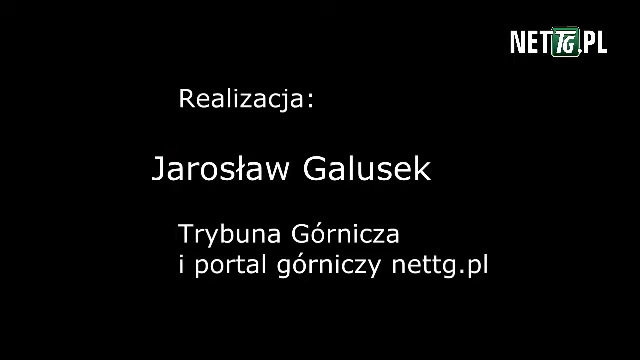 NETTG.PL
Realizacja:
Jarosław Galusek
Trybuna Górnicza
i portal górniczy nettg.pl